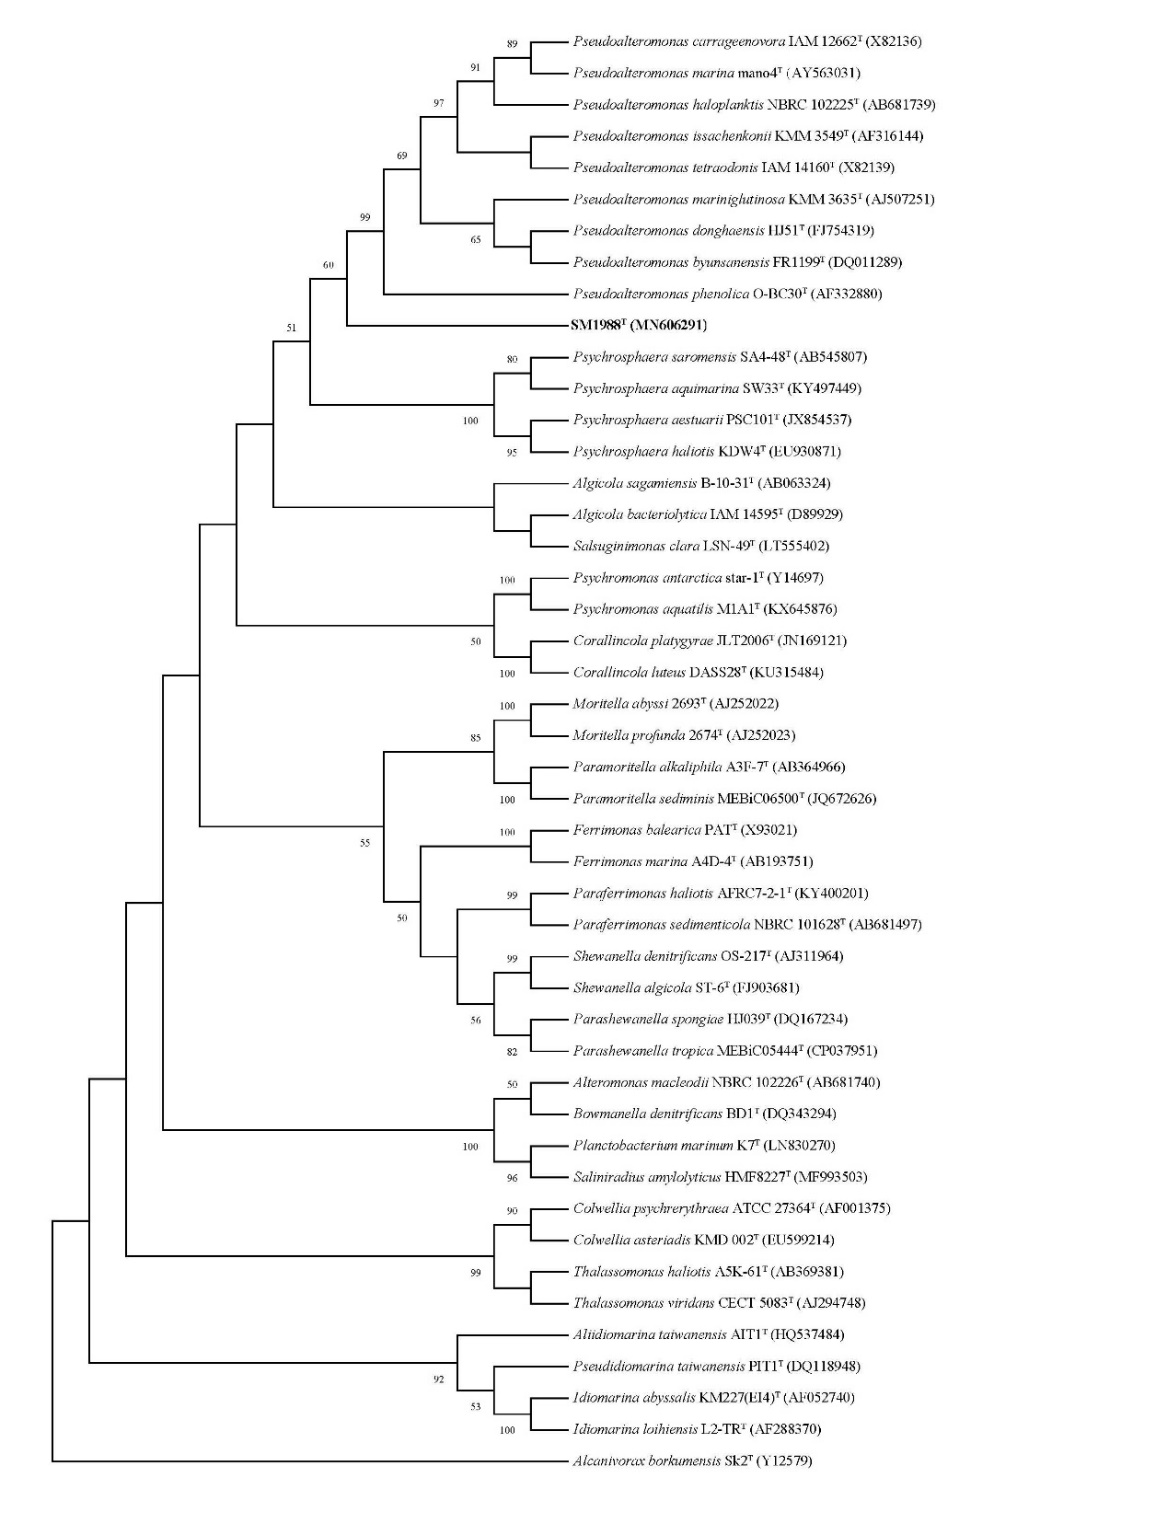 89
Pseudoalteromonas carrageenovora IAM 12662ᵀ (X82136)
91
Pseudoalteromonas marina mano4ᵀ (AY563031)
97
Pseudoalteromonas haloplanktis NBRC 102225ᵀ (AB681739)
Pseudoalteromonas issachenkonii KMM 3549ᵀ (AF316144)
69
Pseudoalteromonas tetraodonis IAM 14160ᵀ (X82139)
Pseudoalteromonas mariniglutinosa KMM 3635ᵀ (AJ507251)
99
Pseudoalteromonas donghaensis HJ51ᵀ (FJ754319)
65
Pseudoalteromonas byunsanensis FR1199ᵀ (DQ011289)
60
Pseudoalteromonas phenolica O-BC30ᵀ (AF332880)
51
SM1988ᵀ (MN606291)
80
Psychrosphaera saromensis SA4-48ᵀ (AB545807)
Psychrosphaera aquimarina SW33ᵀ (KY497449)
100
Psychrosphaera aestuarii PSC101ᵀ (JX854537)
95
Psychrosphaera haliotis KDW4ᵀ (EU930871)
Algicola sagamiensis B-10-31ᵀ (AB063324)
Algicola bacteriolytica IAM 14595ᵀ (D89929)
Salsuginimonas clara LSN-49ᵀ (LT555402)
100
Psychromonas antarctica star-1ᵀ (Y14697)
Psychromonas aquatilis M1A1ᵀ (KX645876)
50
Corallincola platygyrae JLT2006ᵀ (JN169121)
100
Corallincola luteus DASS28ᵀ (KU315484)
100
Moritella abyssi 2693ᵀ (AJ252022)
85
Moritella profunda 2674ᵀ (AJ252023)
Paramoritella alkaliphila A3F-7ᵀ (AB364966)
100
Paramoritella sediminis MEBiC06500ᵀ (JQ672626)
100
Ferrimonas balearica PATᵀ (X93021)
55
Ferrimonas marina A4D-4ᵀ (AB193751)
99
Paraferrimonas haliotis AFRC7-2-1ᵀ (KY400201)
50
Paraferrimonas sedimenticola NBRC 101628ᵀ (AB681497)
99
Shewanella denitrificans OS-217ᵀ (AJ311964)
Shewanella algicola ST-6ᵀ (FJ903681)
56
Parashewanella spongiae HJ039ᵀ (DQ167234)
82
Parashewanella tropica MEBiC05444ᵀ (CP037951)
50
Alteromonas macleodii NBRC 102226ᵀ (AB681740)
Bowmanella denitrificans BD1ᵀ (DQ343294)
100
Planctobacterium marinum K7ᵀ (LN830270)
96
Saliniradius amylolyticus HMF8227ᵀ (MF993503)
90
Colwellia psychrerythraea ATCC 27364ᵀ (AF001375)
Colwellia asteriadis KMD 002ᵀ (EU599214)
99
Thalassomonas haliotis A5K-61ᵀ (AB369381)
Thalassomonas viridans CECT 5083ᵀ (AJ294748)
Aliidiomarina taiwanensis AIT1ᵀ (HQ537484)
92
Pseudidiomarina taiwanensis PIT1ᵀ (DQ118948)
53
Idiomarina abyssalis KM227(EI4)ᵀ (AF052740)
100
Idiomarina loihiensis L2-TRᵀ (AF288370)
Alcanivorax borkumensis Sk2ᵀ (Y12579)